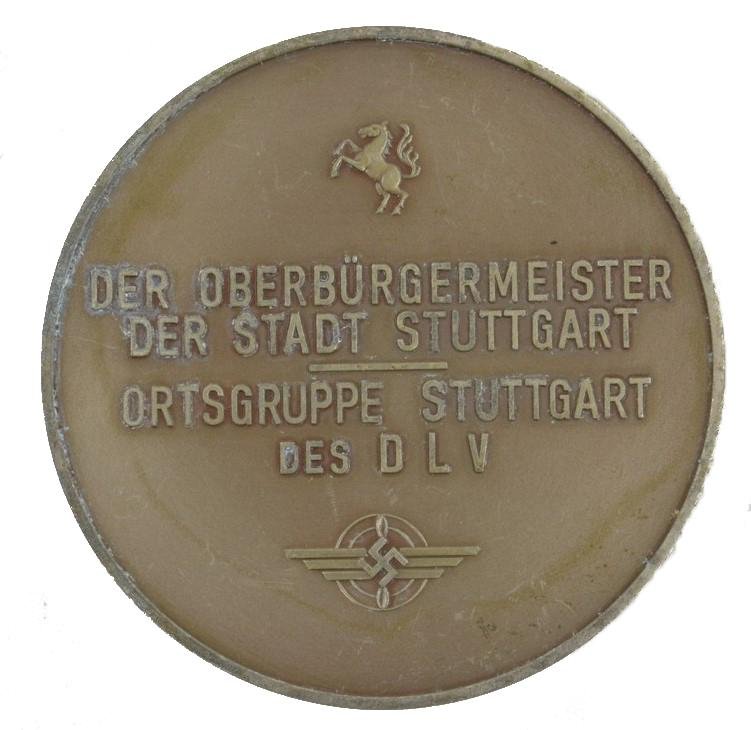 DER OBERBÜRGERMEISTER
DER STADT STUTTGART
ORTSGRUPPE STUTTGART
DES D L V